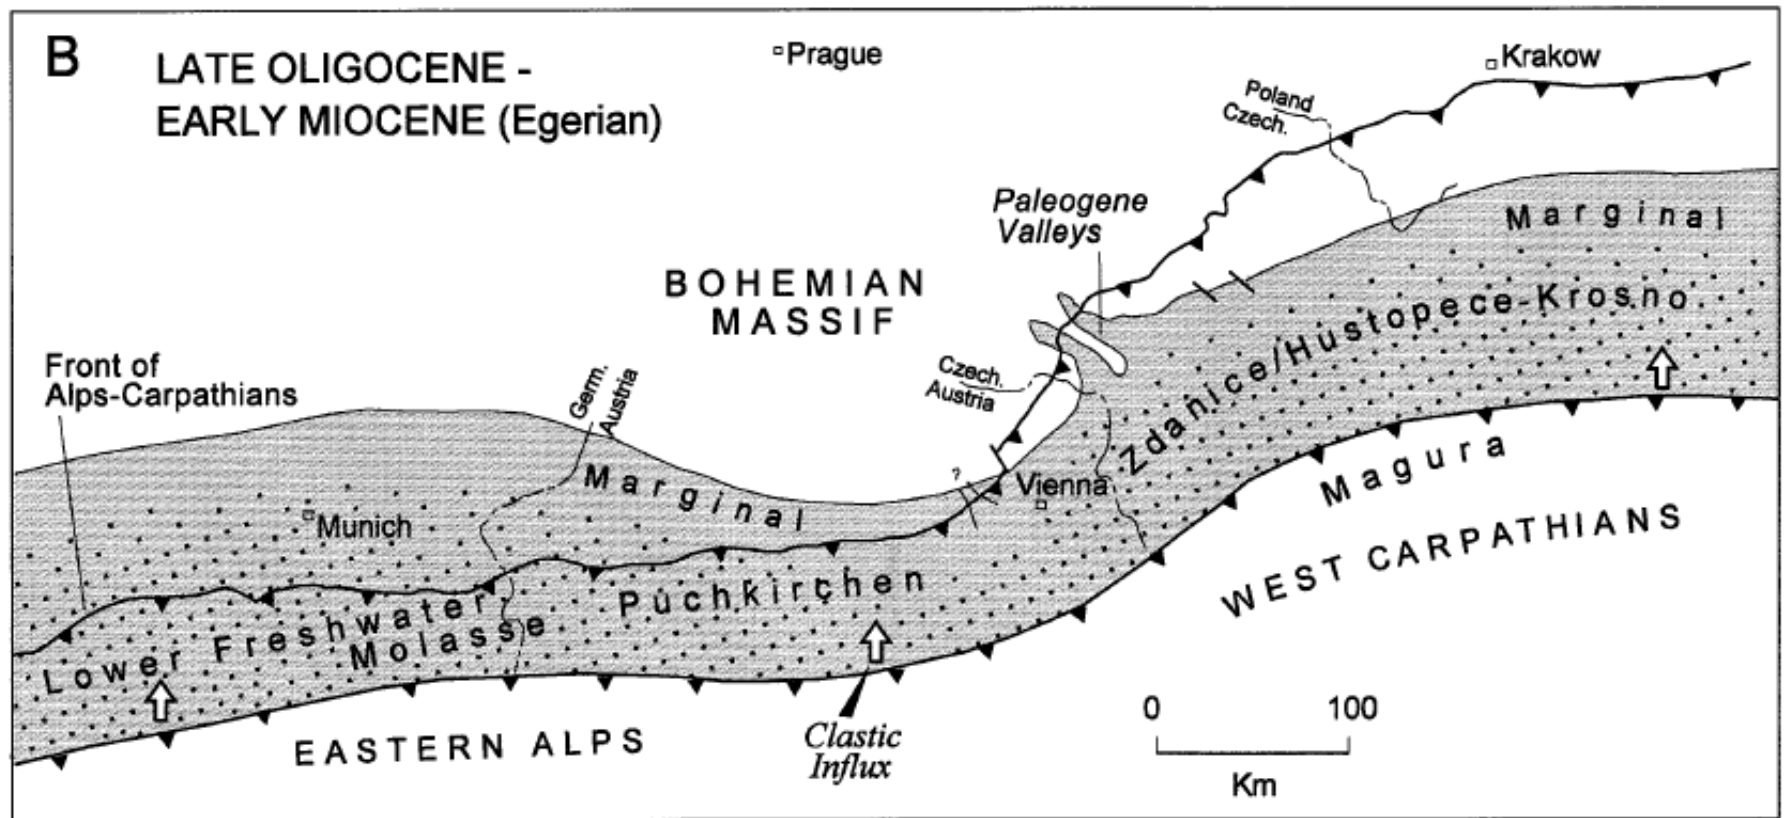 B
LATE OLIGOCENE -
EARLY MIOCENE (Egerian)
Prague
Krakow
Poland
Czech.
Paleogene
Valleys
Marginal
BOHEMIAN
MASSIF
Zdanice/Hustopece-Krosno
Front of
Alps-Carpathians
Germ.
Austria
Czech.
Austria
?
Vienna
Marginal
Munich
Magura
WEST CARPATHIANS
Puchkirchen
Lower Freshwater
Molasse
EASTERN ALPS
Clastic
Influx
0 100
Km